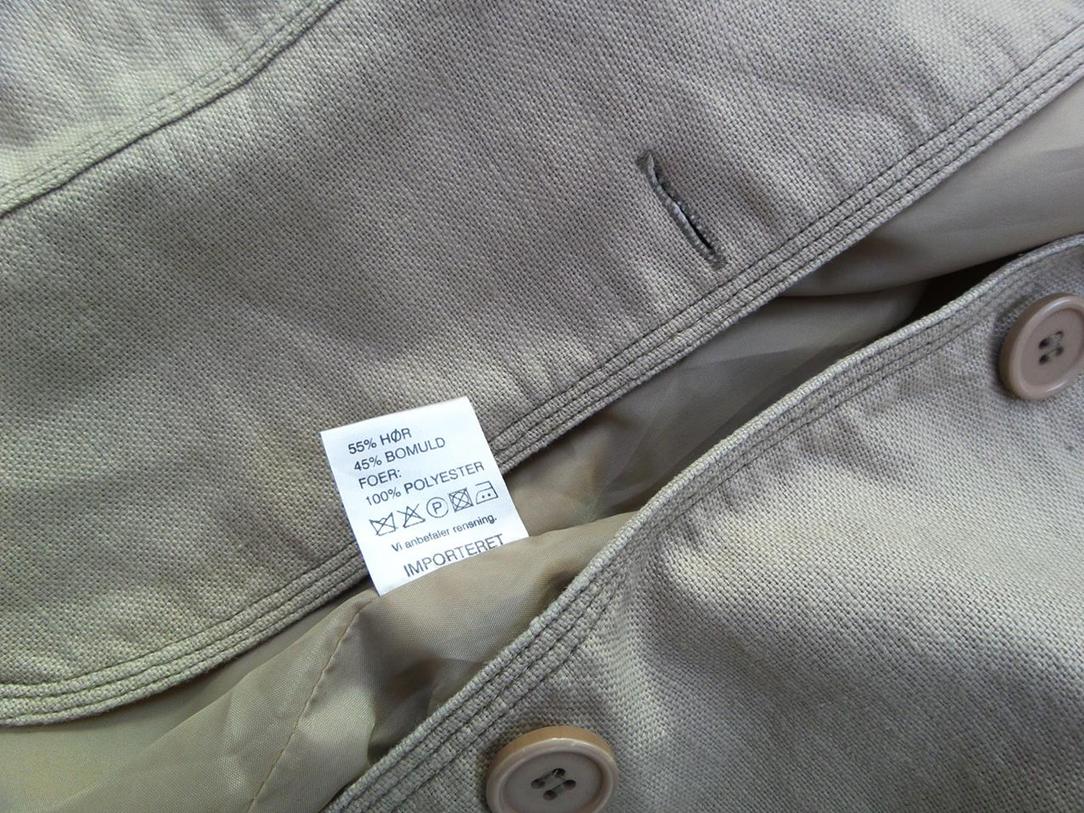 55% HØR
45% BOMULD
FOER:
100% POLYESTER
P
Vi anbefaler rensning.
IMPORTERET